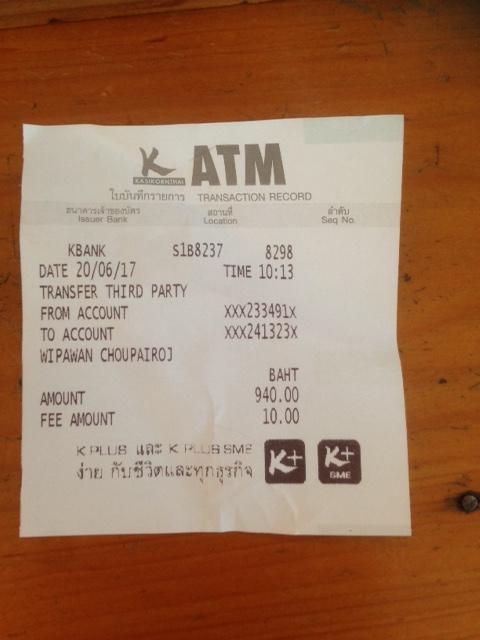 K ATM
KASIKORNTHAI
ใบบันทึกรายการ TRANSACTION RECORD
ธนาคารเจ้าของบัตร สถานที่ ลำดับ
Issuer Bank Location Seq No.
KBANK S1B8237 8298
DATE 20/06/17 TIME 10:13
TRANSFER THIRD PARTY
FROM ACCOUNT XXX233491X
TO ACCOUNT XXX241323X
WIPAWAN CHOUPAIROJ
BAHT
AMOUNT 940.00
FEE AMOUNT 10.00
K PLUS และ K PLUS SME
ง่าย กับชีวิตและทุกธุรกิจ
K+ K+
SME